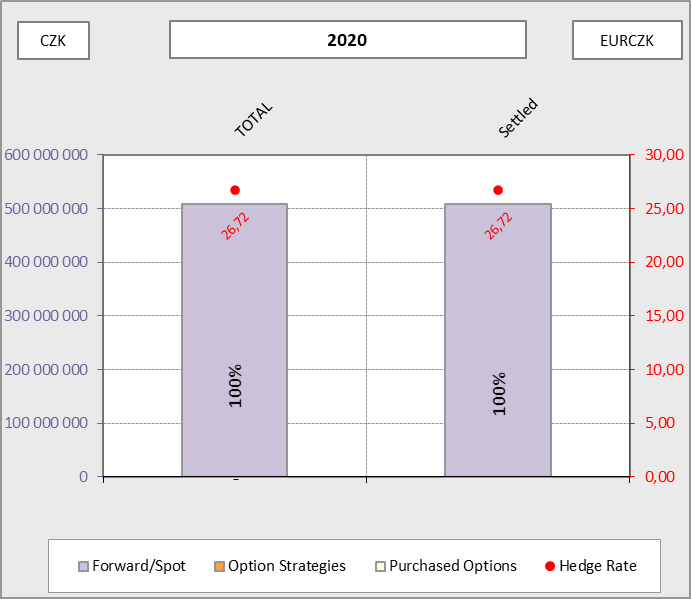 CZK
2020
EURCZK
TOTAL
Settled
600 000 000
500 000 000
400 000 000
300 000 000
200 000 000
100 000 000
0
30,00
25,00
20,00
15,00
10,00
5,00
0,00
26,72
26,72
100%
100%
-
Forward/Spot
Option Strategies
Purchased Options
Hedge Rate